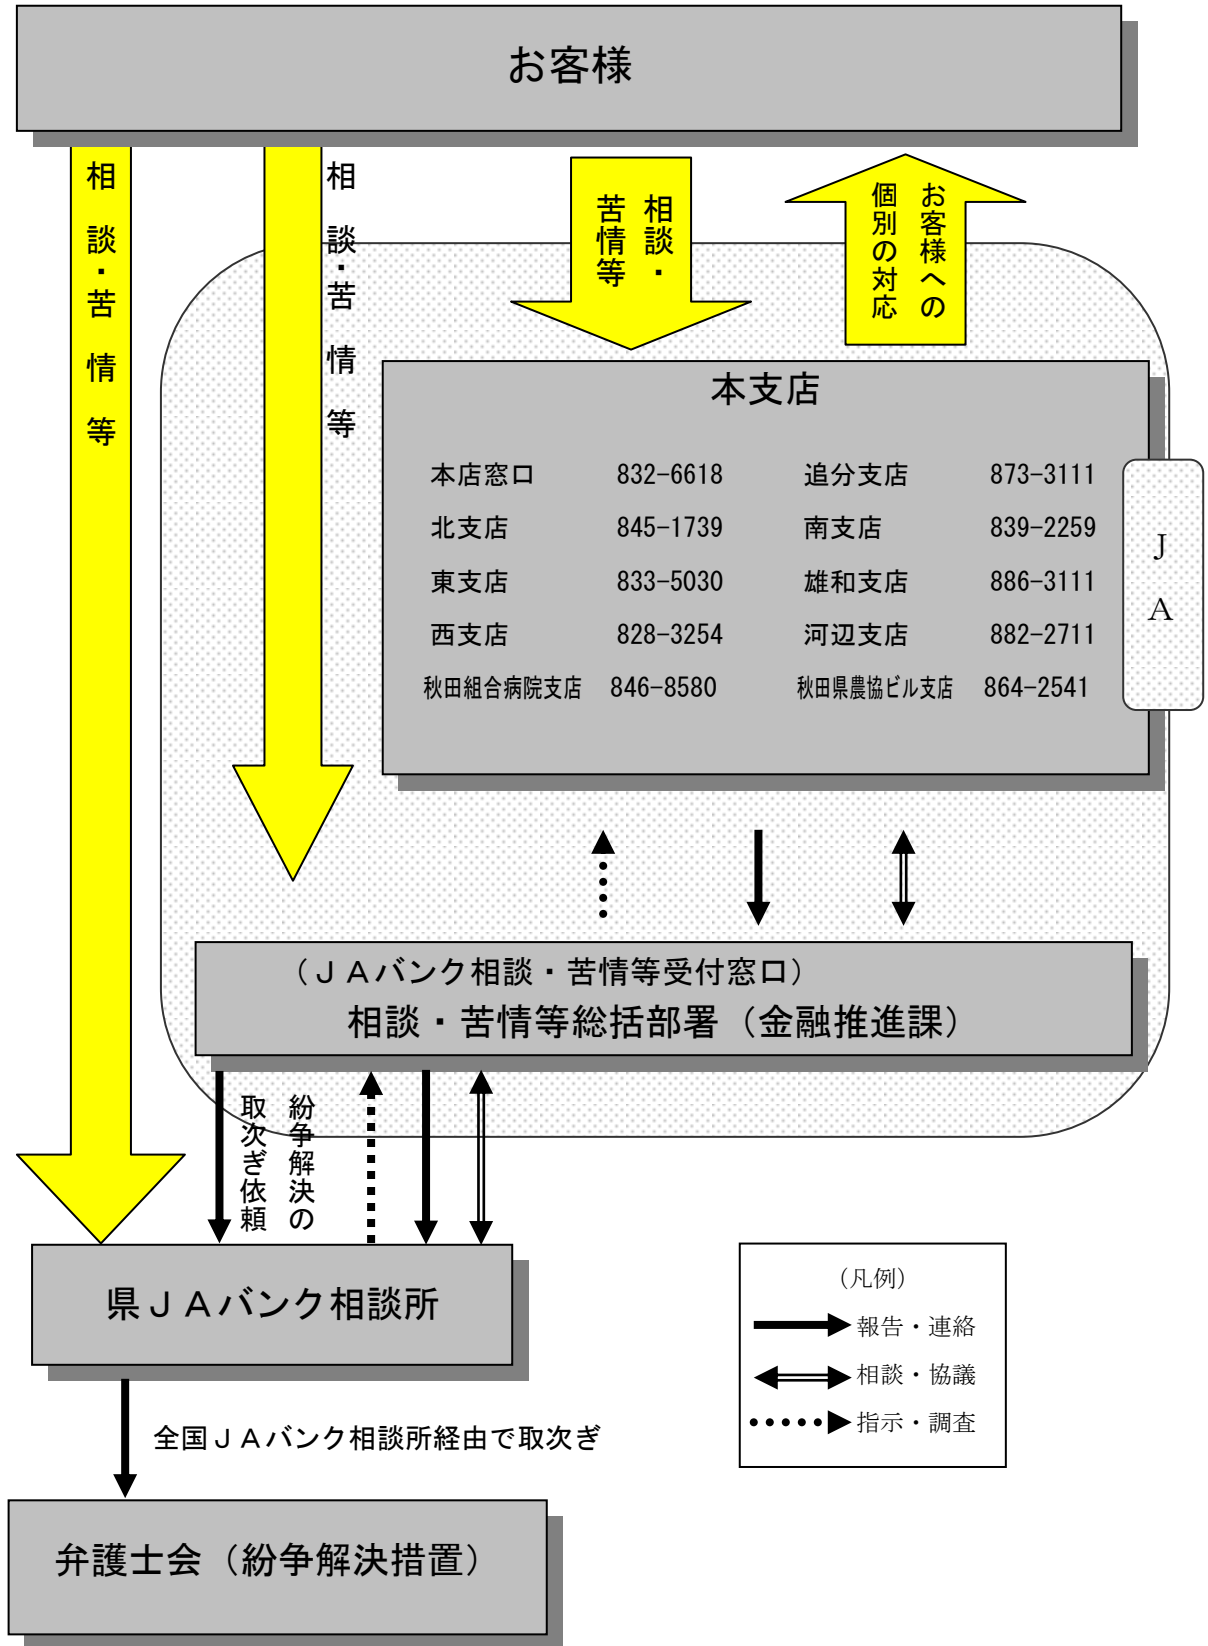 お客様
相談・苦情等
相談・苦情等
相談・
苦情等
お客様への
個別の対応
本支店
本店窓口 832-6618 追分支店 873-3111
北支店 845-1739 南支店 839-2259
東支店 833-5030 雄和支店 886-3111
西支店 828-3254 河辺支店 882-2711
秋田組合病院支店 846-8580 秋田県農協ビル支店 864-2541
ＪＡ
（ＪＡバンク相談・苦情等受付窓口）
相談・苦情等総括部署（金融推進課）
紛争解決の
取次ぎ依頼
県ＪＡバンク相談所
（凡例）
報告・連絡
相談・協議
指示・調査
全国ＪＡバンク相談所経由で取次ぎ
弁護士会（紛争解決措置）